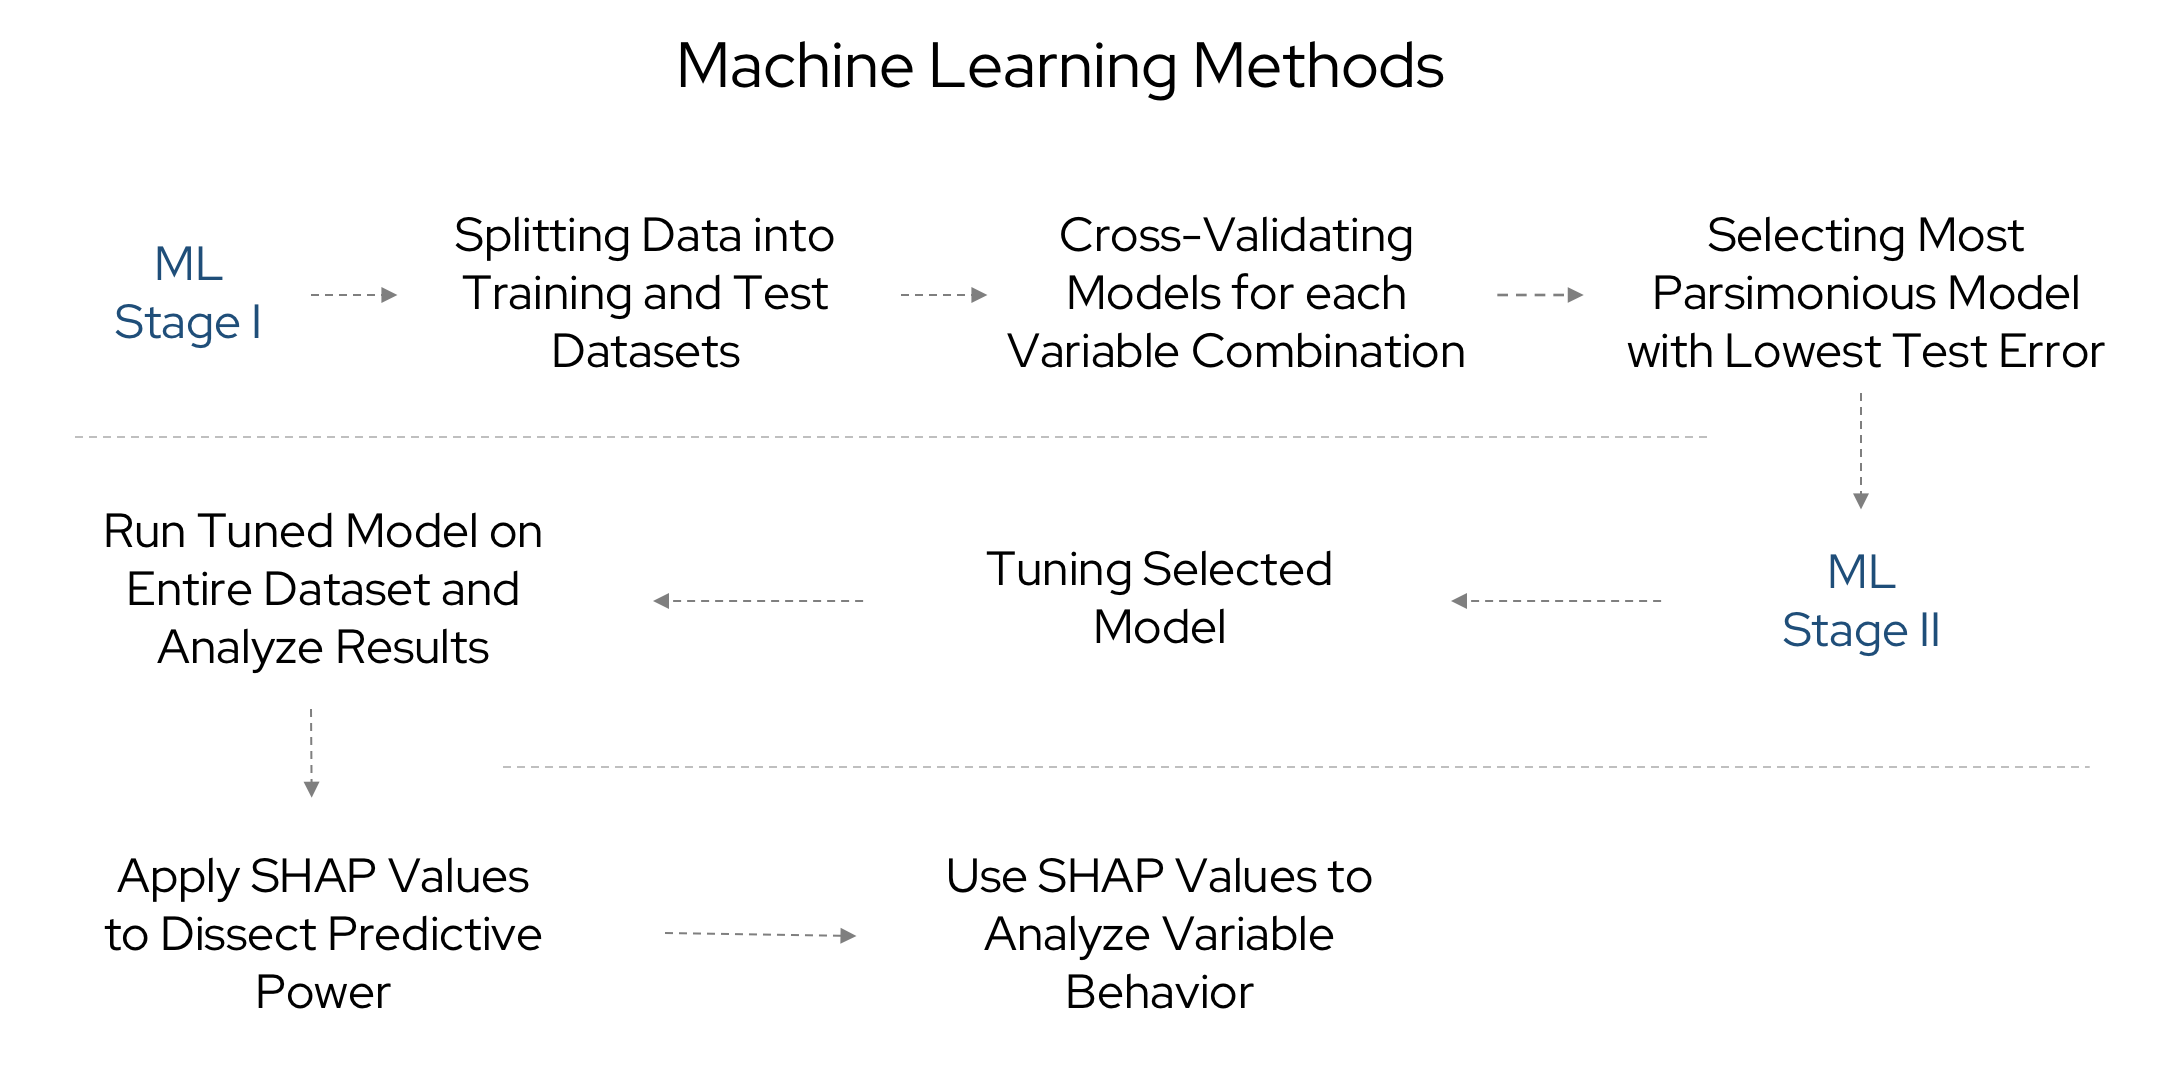 Machine Learning Methods
ML
Stage I
Splitting Data into
Training and Test
Datasets
Cross-Validating
Models for each
Variable Combination
Selecting Most
Parsimonious Model
with Lowest Test Error
ML
Stage II
Tuning Selected
Model
Run Tuned Model on
Entire Dataset and
Analyze Results
Apply SHAP Values
to Dissect Predictive
Power
Use SHAP Values to
Analyze Variable
Behavior